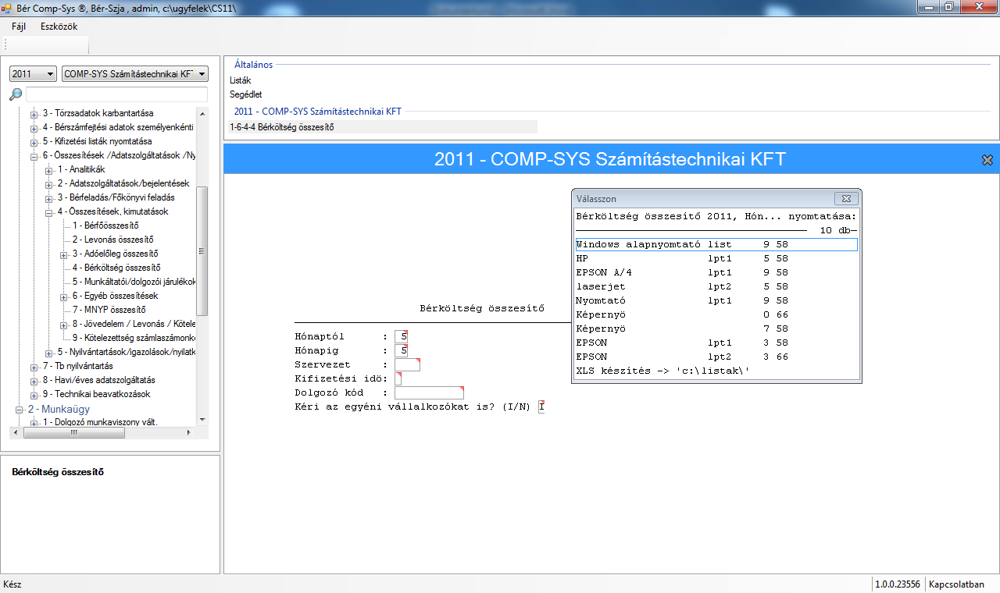 Bér Comp-Sys ®, Bér-Szja , admin, c:\ugyfelek\CS11\
Fájl Eszközök
2011 COMP-SYS Számítástechnikai KFT
3 - Törzsadatok karbantartása
4 - Bérszámfejtési adatok személyenkénti
5 - Kifizetési listák nyomtatása
6 - Összesítések /Adatszolgáltatások /Ny
1 - Analitikák
2 - Adatszolgáltatások/bejelentések
3 - Bérfeladás/Főkönyvi feladás
4 - Összesítések, kimutatások
1 - Bérfőösszesítő
2 - Levonás összesítő
3 - Adóelőleg összesítő
4 - Bérköltség összesítő
5 - Munkáltatói/dolgozói járulékok
6 - Egyéb összesítések
7 - MNYP összesítő
8 - Jövedelem / Levonás / Kötele
9 - Kötelezettség számlaszámonk
5 - Nyilvántartások/igazolások/nyilatk
7 - Tb nyilvántartás
8 - Havi/éves adatszolgáltatás
9 - Technikai beavatkozások
2 - Munkaügy
1 - Dolgozó munkaviszony vált.
Bérköltség összesítő
Általános
Listák
Segédlet
2011 - COMP-SYS Számítástechnikai KFT
1-6-4-4 Bérköltség összesítő
2011 - COMP-SYS Számítástechnikai KFT
Bérköltség összesítő
Hónaptól : 5
Hónapig : 5
Szervezet :
Kifizetési idö:
Dolgozó kód :
Kéri az egyéni vállalkozókat is? (I/N) I
Válasszon
Bérköltség összesítő 2011, Hón... nyomtatása:
10 db
Windows alapnyomtató list 9 58
HP lpt1 5 58
EPSON A/4 lpt1 9 58
laserjet lpt2 5 58
Nyomtató lpt1 9 58
Képernyö 0 66
Képernyö 7 58
EPSON lpt1 3 58
EPSON lpt2 3 66
XLS készítés -> 'c:\listak\'
Kész 1.0.0.23556 Kapcsolatban